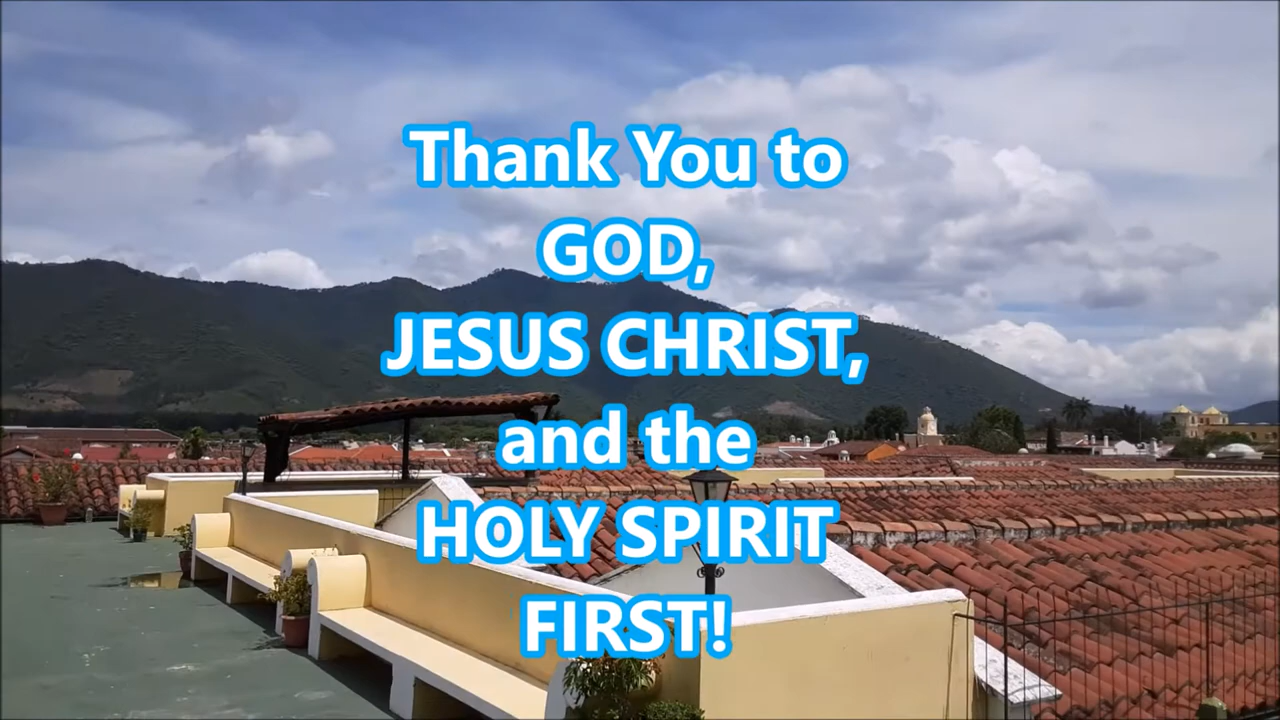 Thank You to
GOD,
JESUS CHRIST,
and the
HOLY SPIRIT
FIRST!